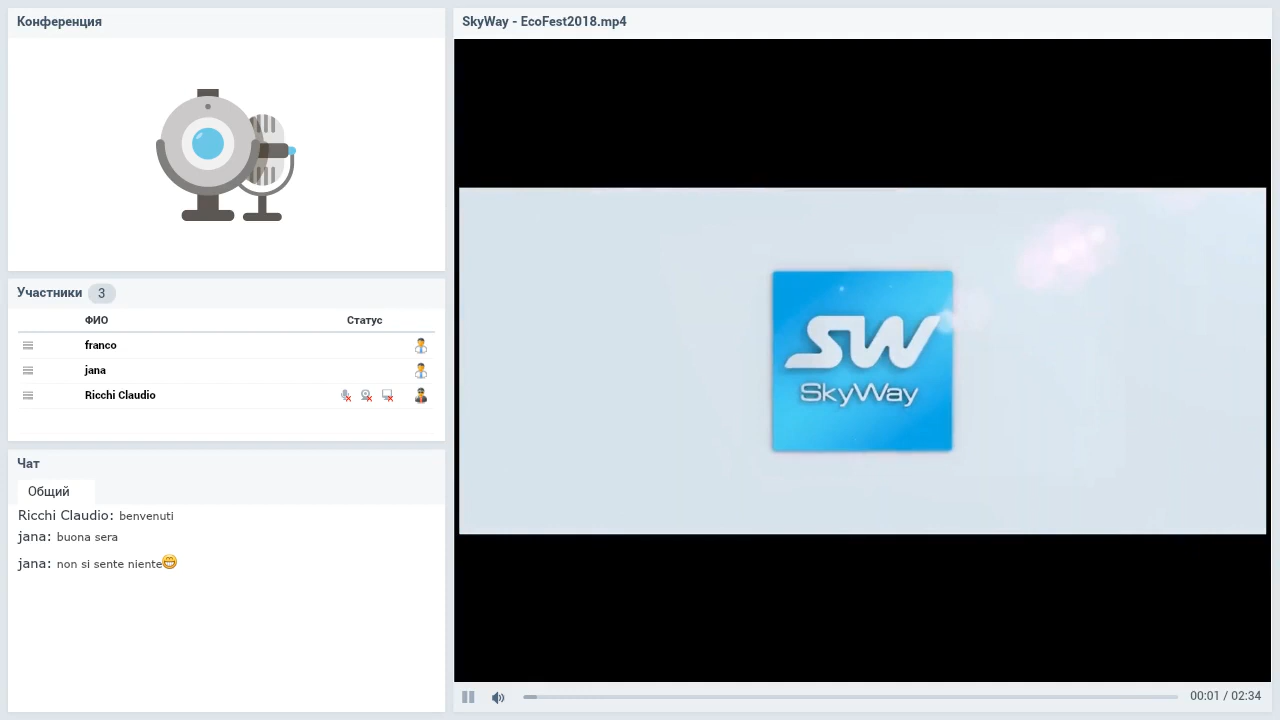 Конференция
SkyWay - EcoFest2018.mp4
SW
SkyWay
Участники 3
ФИО Статус
franco
jana
Ricchi Claudio
Чат
Общий
Ricchi Claudio: benvenuti
jana: buona sera
jana: non si sente niente
00:01 / 02:34